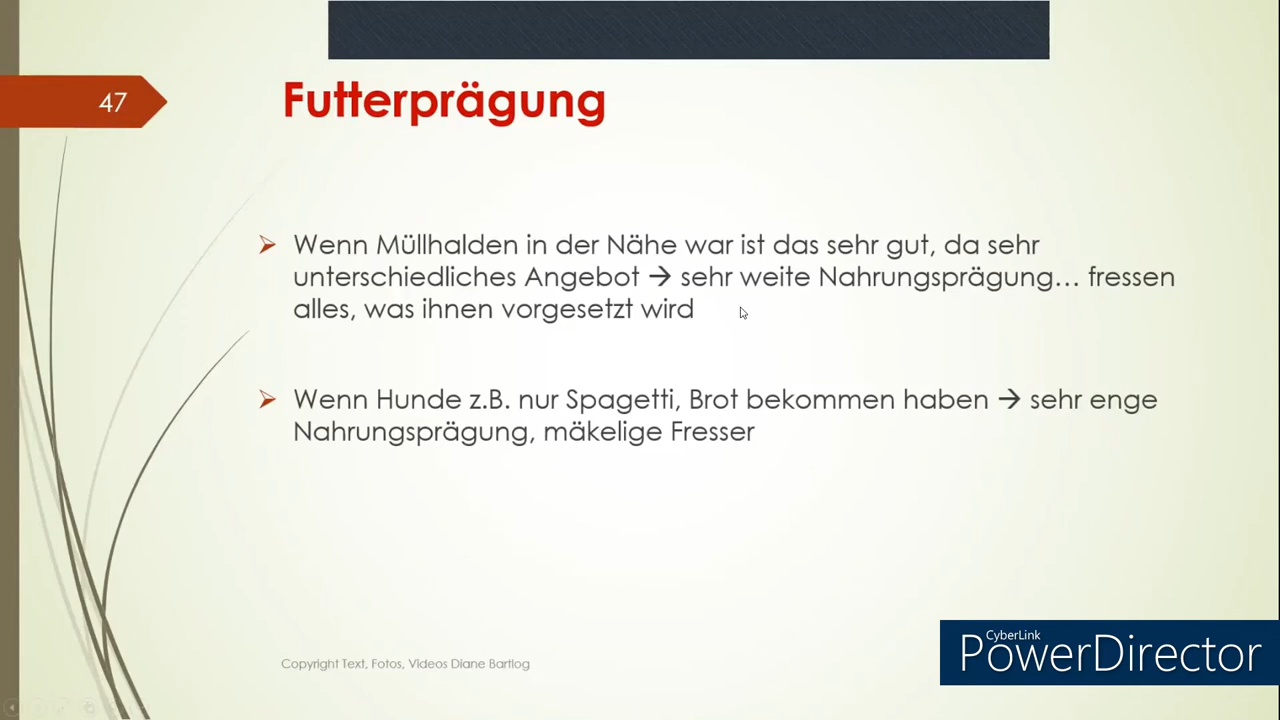 47
Futterprägung
Wenn Müllhalden in der Nähe war ist das sehr gut, da sehr
unterschiedliches Angebot → sehr weite Nahrungsprägung… fressen
alles, was ihnen vorgesetzt wird
Wenn Hunde z.B. nur Spagetti, Brot bekommen haben → sehr enge
Nahrungsprägung, mäkelige Fresser
Copyright Text, Fotos, Videos Diane Bartlog
CyberLink
PowerDirector